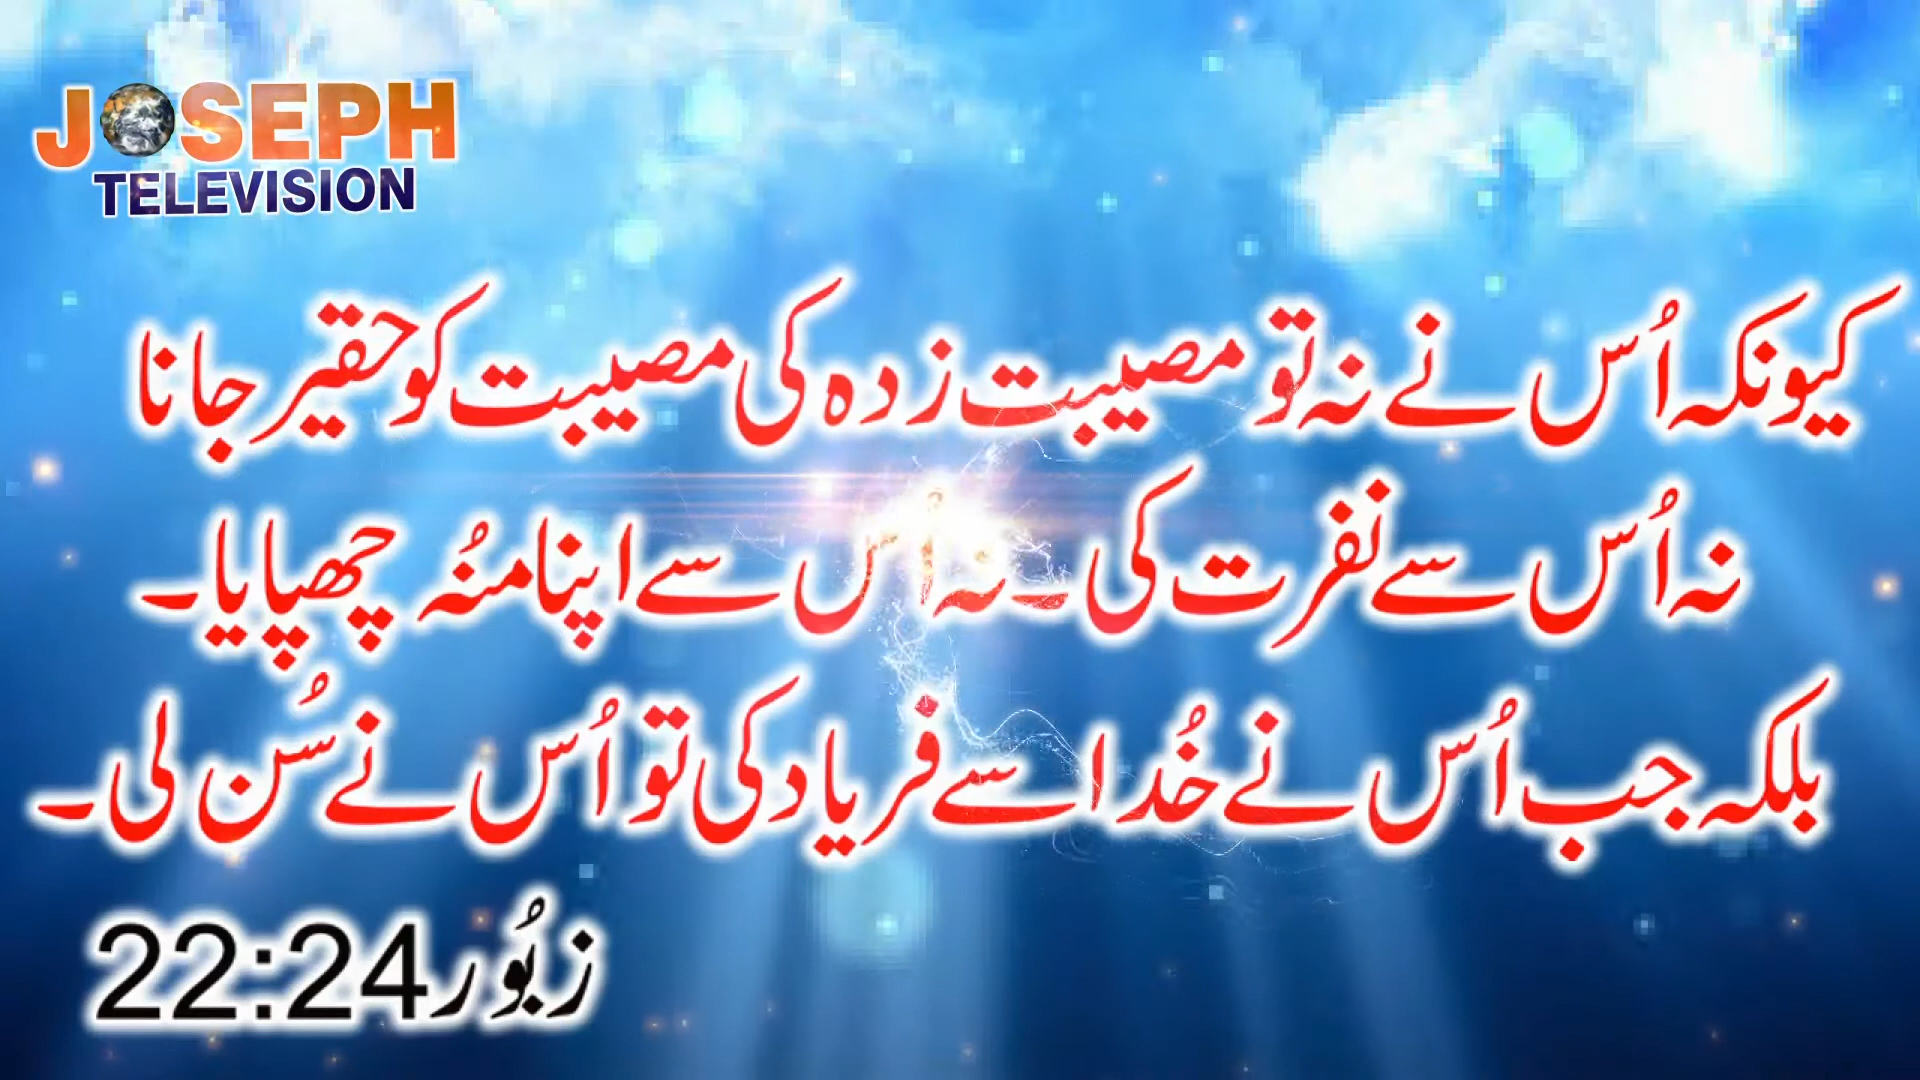 JOSEPH
TELEVISION
کیونکہ اُس نے نہ تو مصیبت زدہ کی مصیبت کو حقیر جانا
نہ اُس سے نفرت کی۔ نہ اُس سے اپنا منُہ چھپایا۔
بلکہ جب اُس نے خُدا سے فریاد کی تو اُس نے سُن لی۔
زبُور 22:24